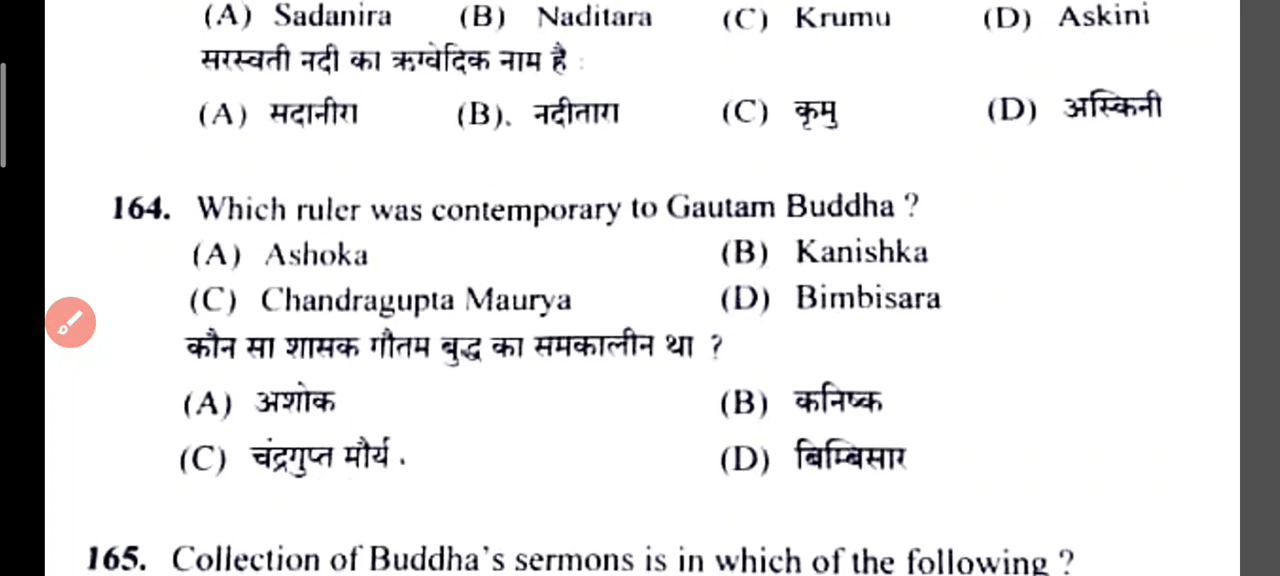 (A) Sadanira (B) Naditara (C) Krumu (D) Askini
सरस्वती नदी का ऋग्वेदिक नाम है :
(A) सदानीरा (B). नदीतारा (C) कृमु (D) अस्किनी
164. Which ruler was contemporary to Gautam Buddha ?
(A) Ashoka (B) Kanishka
(C) Chandragupta Maurya (D) Bimbisara
कौन सा शासक गौतम बुद्ध का समकालीन था ?
(A) अशोक (B) कनिष्क
(C) चंद्रगुप्त मौर्य . (D) बिम्बिसार
165. Collection of Buddha's sermons is in which of the following ?